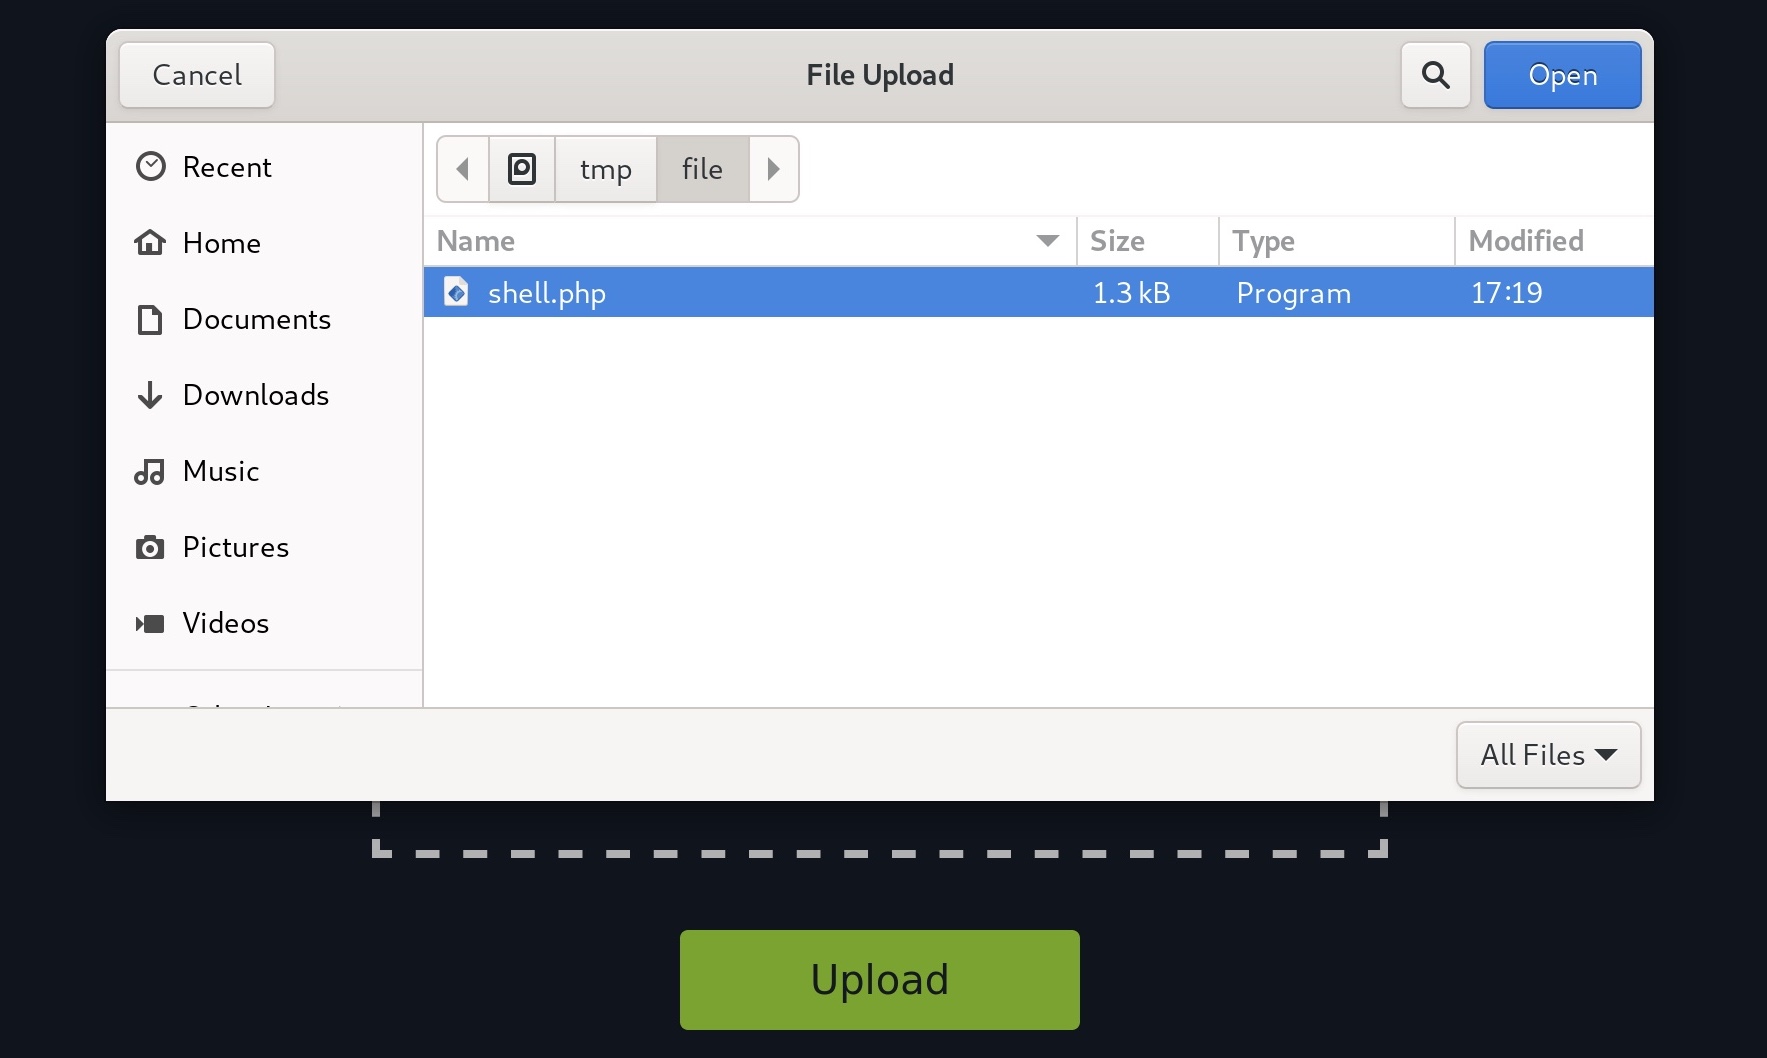 Cancel
File Upload
Open
Recent
Home
Documents
Downloads
Music
Pictures
Videos
tmp
file
Name
Size
Type
Modified
shell.php
1.3 kB
Program
17:19
All Files
Upload